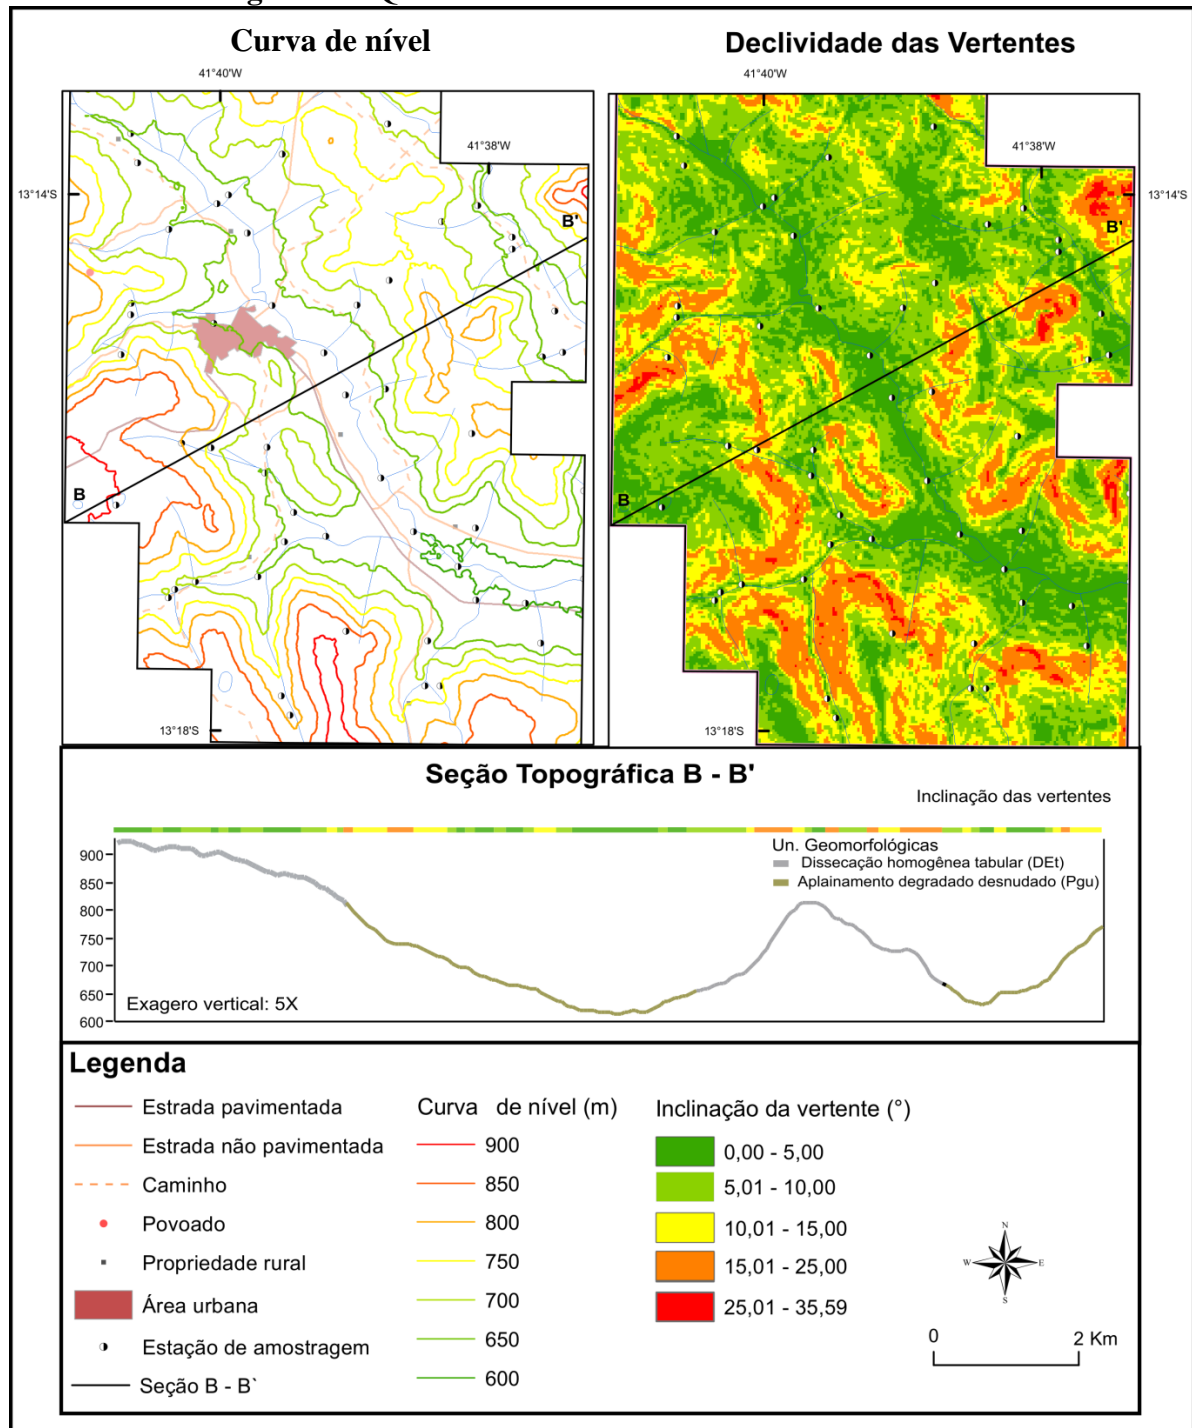 Curva de nível
Declividade das Vertentes
41°40'W
41°38'W
13°14'S
B'
B
13°18'S
41°40'W
41°38'W
13°14'S
B'
B
13°18'S
Seção Topográfica B - B'
Inclinação das vertentes
Un. Geomorfológicas
Dissecação homogênea tabular (DEt)
Aplainamento degradado desnudado (Pgu)
900
850
800
750
700
650
600
Exagero vertical: 5X
Legenda
Estrada pavimentada
Estrada não pavimentada
Caminho
Povoado
Propriedade rural
Área urbana
Estação de amostragem
Seção B - B`
Curva de nível (m)
900
850
800
750
700
650
600
Inclinação da vertente (°)
0,00 - 5,00
5,01 - 10,00
10,01 - 15,00
15,01 - 25,00
25,01 - 35,59
N
W
E
S
0
2 Km